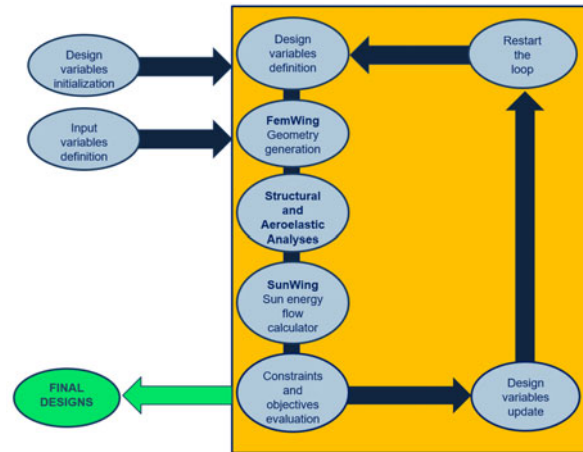 Design
variables
initialization
Design
variables
definition
Restart
the
loop
Input
variables
definition
FemWing
Geometry
generation
Structural
and
Aeroelastic
Analyses
SunWing
Sun energy
flow
calculator
FINAL
DESIGNS
Constraints
and
objectives
evaluation
Design
variables
update